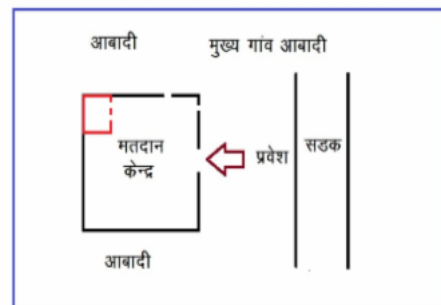 आबादी मुख्य गांव आबादी
मतदान
केन्द्र
प्रवेश
सडक
आबादी